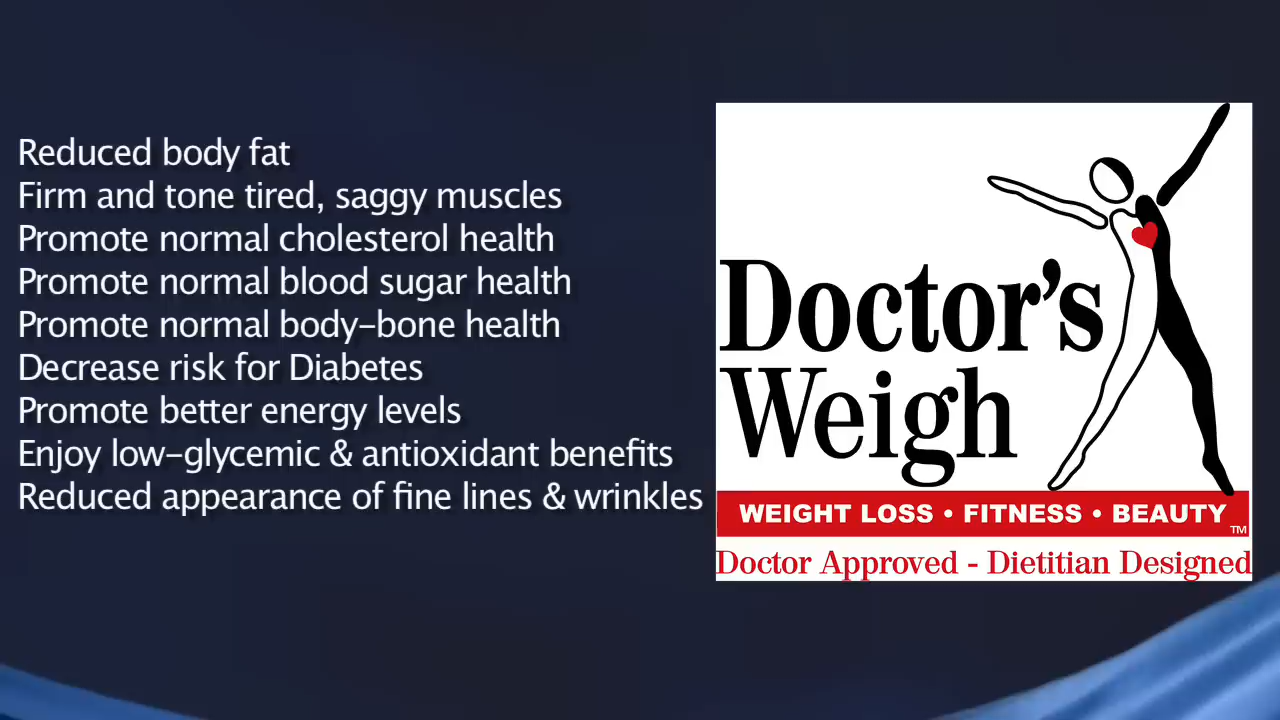 Reduced body fat
Firm and tone tired, saggy muscles
Promote normal cholesterol health
Promote normal blood sugar health
Promote normal body-bone health
Decrease risk for Diabetes
Promote better energy levels
Enjoy low-glycemic & antioxidant benefits
Reduced appearance of fine lines & wrinkles
Doctor's
Weigh
WEIGHT LOSS • FITNESS • BEAUTY TM
Doctor Approved - Dietitian Designed